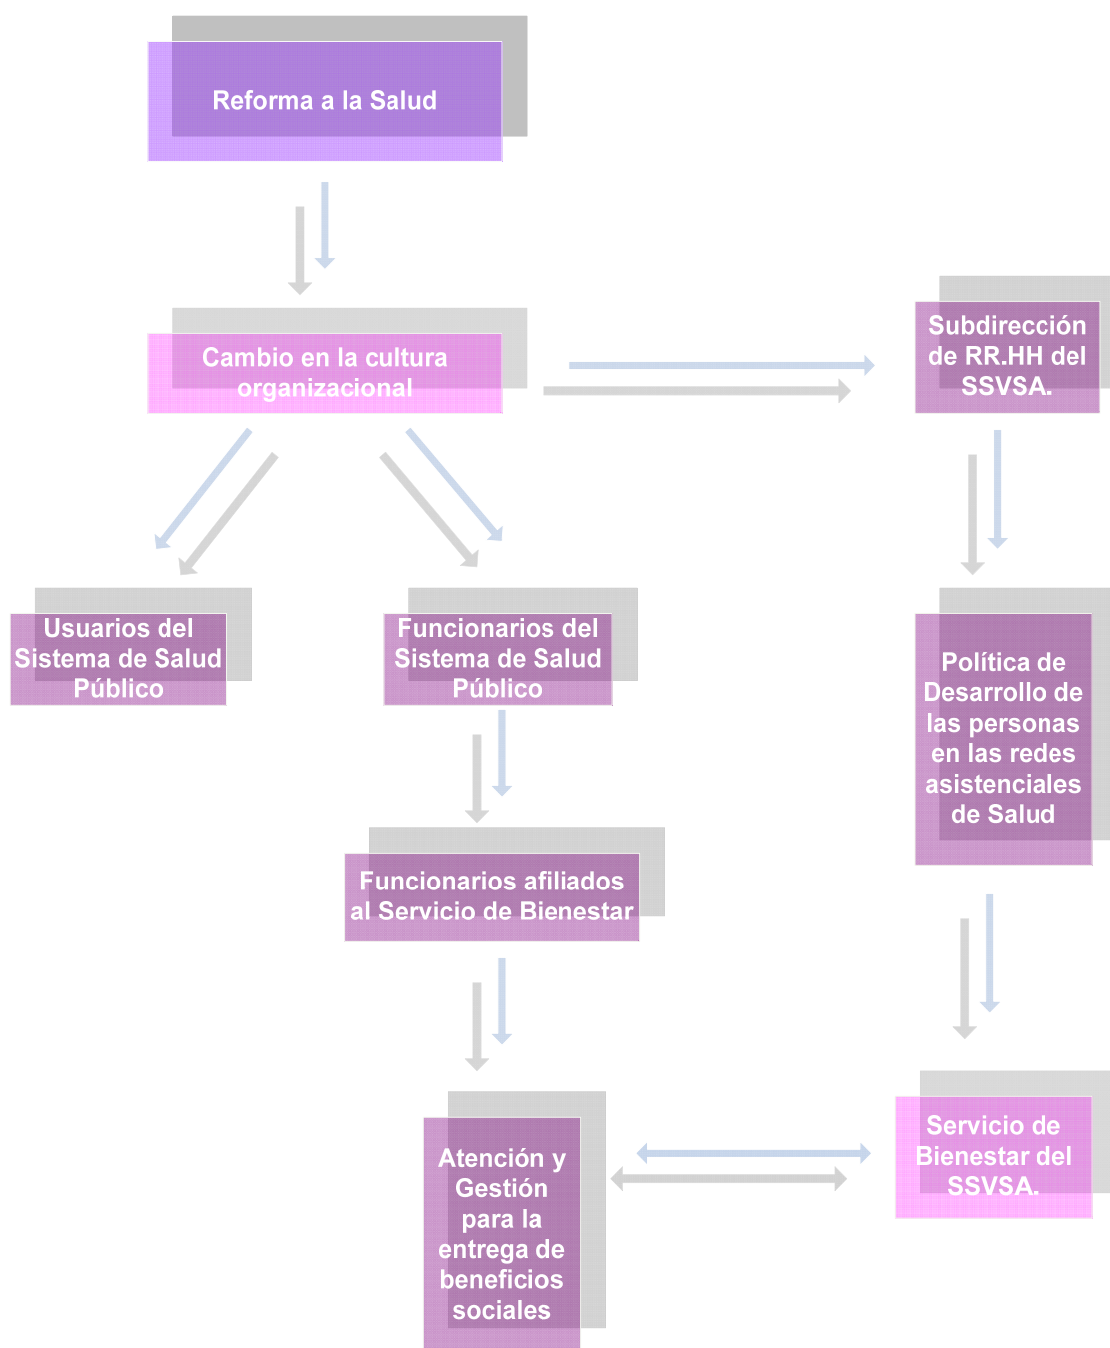 Reforma a la Salud
Cambio en la cultura
organizacional
Subdirección
de RR.HH del
SSVSA.
Usuarios del
Sistema de Salud
Público
Funcionarios del
Sistema de Salud
Público
Política de
Desarrollo de
las personas
en las redes
asistenciales
de Salud
Funcionarios afiliados
al Servicio de Bienestar
Atención y
Gestión
para la
entrega de
beneficios
sociales
Servicio de
Bienestar del
SSVSA.